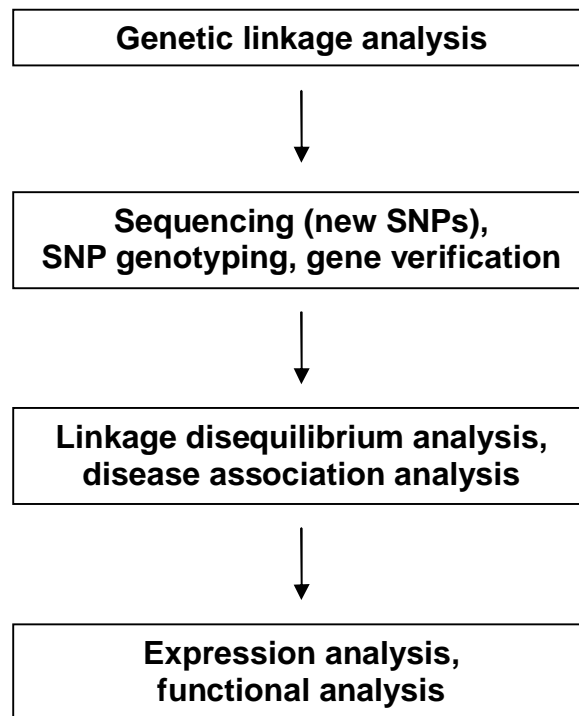 Genetic linkage analysis
Sequencing (new SNPs),
SNP genotyping, gene verification
Linkage disequilibrium analysis,
disease association analysis
Expression analysis,
functional analysis